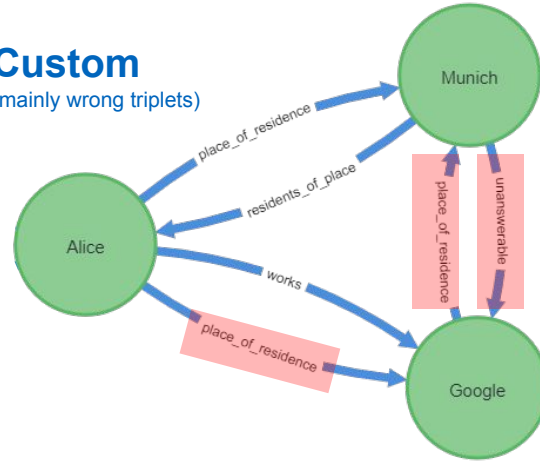 Custom
mainly wrong triplets)
Munich
place_of_residence
residents_of_place
place_of_residence
unanswerable
Alice
works
place_of_residence
Google